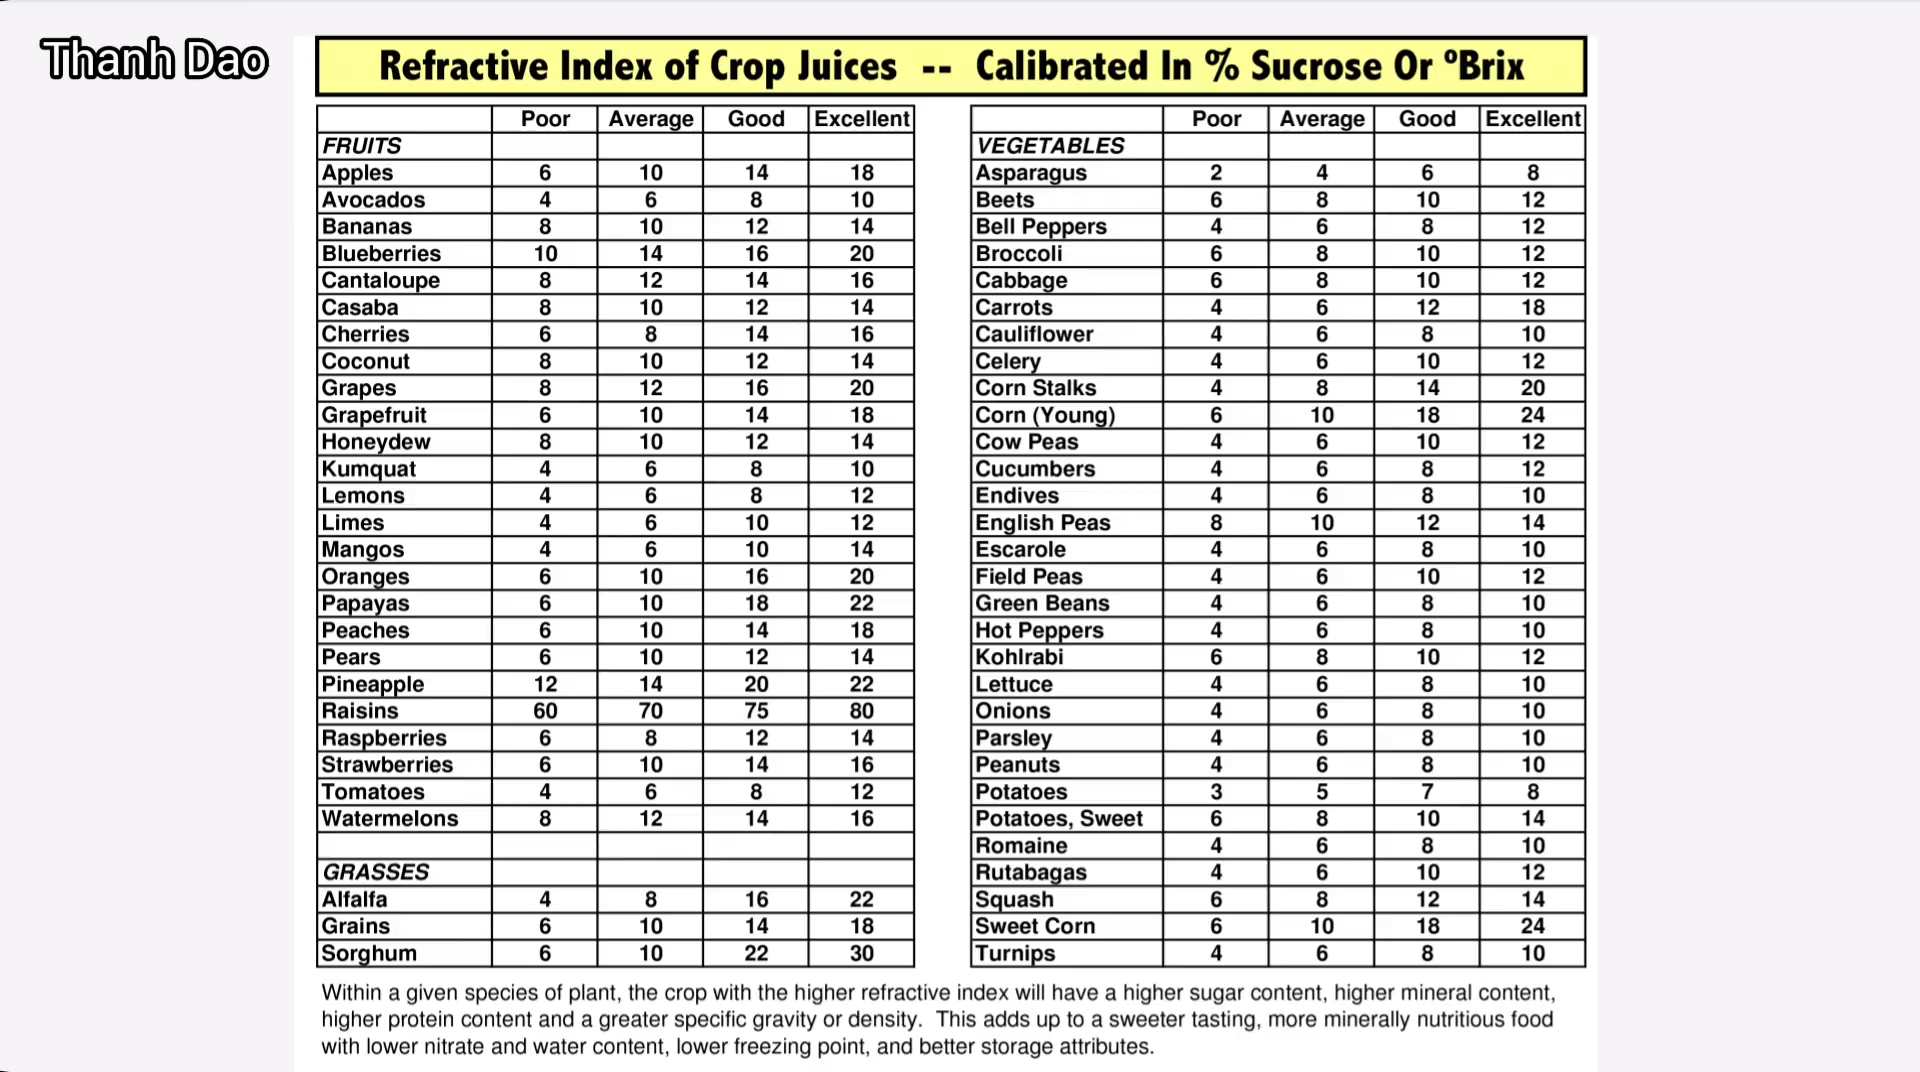 Thanh Dao
Refractive Index of Crop Juices -- Calibrated In % Sucrose Or ºBrix
Poor Average Good Excellent
FRUITS
Apples 6 10 14 18
Avocados 4 6 8 10
Bananas 8 10 12 14
Blueberries 10 14 16 20
Cantaloupe 8 12 14 16
Casaba 8 10 12 14
Cherries 6 8 14 16
Coconut 8 10 12 14
Grapes 8 12 16 20
Grapefruit 6 10 14 18
Honeydew 8 10 12 14
Kumquat 4 6 8 10
Lemons 4 6 8 12
Limes 4 6 10 12
Mangos 4 6 10 14
Oranges 6 10 16 20
Papayas 6 10 18 22
Peaches 6 10 14 18
Pears 6 10 12 14
Pineapple 12 14 20 22
Raisins 60 70 75 80
Raspberries 6 8 12 14
Strawberries 6 10 14 16
Tomatoes 4 6 8 12
Watermelons 8 12 14 16
GRASSES
Alfalfa 4 8 16 22
Grains 6 10 14 18
Sorghum 6 10 22 30
Poor Average Good Excellent
VEGETABLES
Asparagus 2 4 6 8
Beets 6 8 10 12
Bell Peppers 4 6 8 12
Broccoli 6 8 10 12
Cabbage 6 8 10 12
Carrots 4 6 12 18
Cauliflower 4 6 8 10
Celery 4 6 10 12
Corn Stalks 4 8 14 20
Corn (Young) 6 10 18 24
Cow Peas 4 6 10 12
Cucumbers 4 6 8 12
Endives 4 6 8 10
English Peas 8 10 12 14
Escarole 4 6 8 10
Field Peas 4 6 10 12
Green Beans 4 6 8 10
Hot Peppers 4 6 8 10
Kohlrabi 6 8 10 12
Lettuce 4 6 8 10
Onions 4 6 8 10
Parsley 4 6 8 10
Peanuts 4 6 8 10
Potatoes 3 5 7 8
Potatoes, Sweet 6 8 10 14
Romaine 4 6 8 10
Rutabagas 4 6 10 12
Squash 6 8 12 14
Sweet Corn 6 10 18 24
Turnips 4 6 8 10
Within a given species of plant, the crop with the higher refractive index will have a higher sugar content, higher mineral content,
higher protein content and a greater specific gravity or density. This adds up to a sweeter tasting, more minerally nutritious food
with lower nitrate and water content, lower freezing point, and better storage attributes.